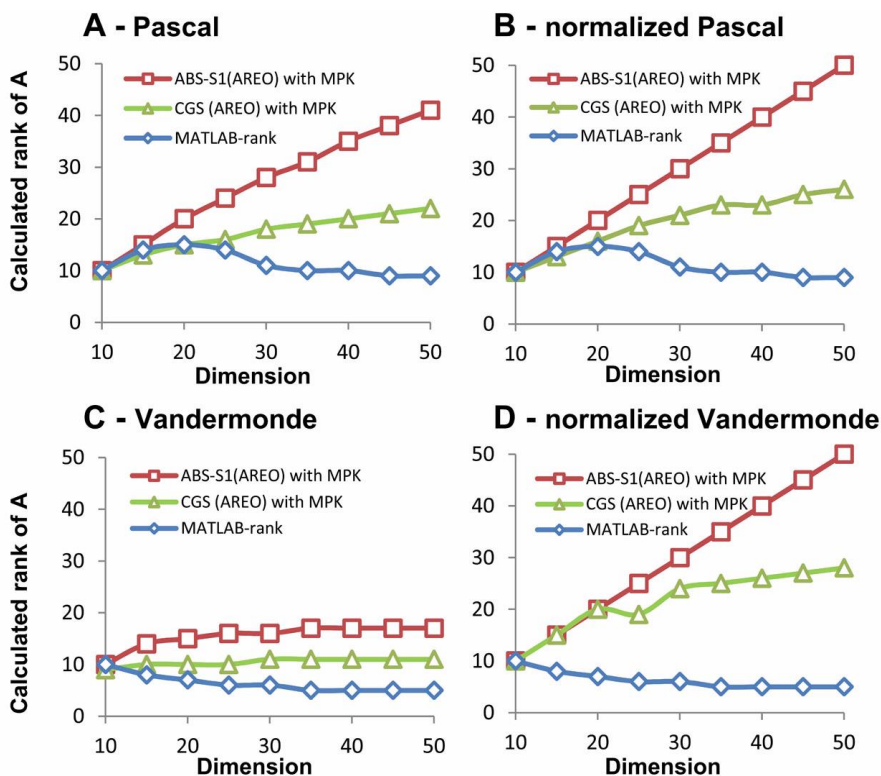 A - Pascal
Calculated rank of A
50
40
30
20
10
0
ABS-S1(AREO) with MPK
CGS (AREO) with MPK
MATLAB-rank
10 20 30 40 50
Dimension
B - normalized Pascal
50
40
30
20
10
0
ABS-S1(AREO) with MPK
CGS (AREO) with MPK
MATLAB-rank
10 20 30 40 50
Dimension
C - Vandermonde
Calculated rank of A
50
40
30
20
10
0
ABS-S1(AREO) with MPK
CGS (AREO) with MPK
MATLAB-rank
10 20 30 40 50
Dimension
D - normalized Vandermonde
50
40
30
20
10
0
ABS-S1(AREO) with MPK
CGS (AREO) with MPK
MATLAB-rank
10 20 30 40 50
Dimension